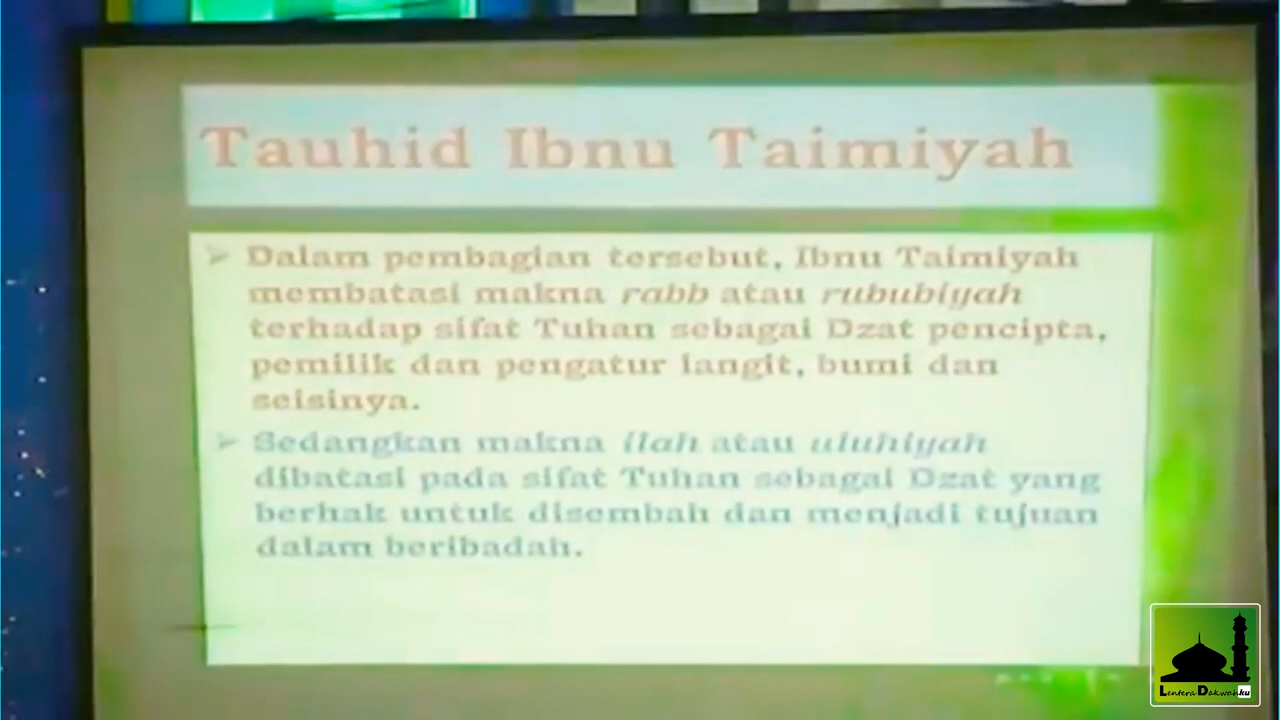 Tauhid Ibnu Taimiyah
Dalam pembagian tersebut, Ibnu Taimiyah
membatasi makna rabb atau rububiyah
terhadap sifat Tuhan sebagai Dzat pencipta,
pemilik dan pengatur langit, bumi dan
seisinya.
Sedangkan makna ilah atau uluhiyah
dibatasi pada sifat Tuhan sebagai Dzat yang
berhak untuk disembah dan menjadi tujuan
dalam beribadah.
Lentera Dakwahku